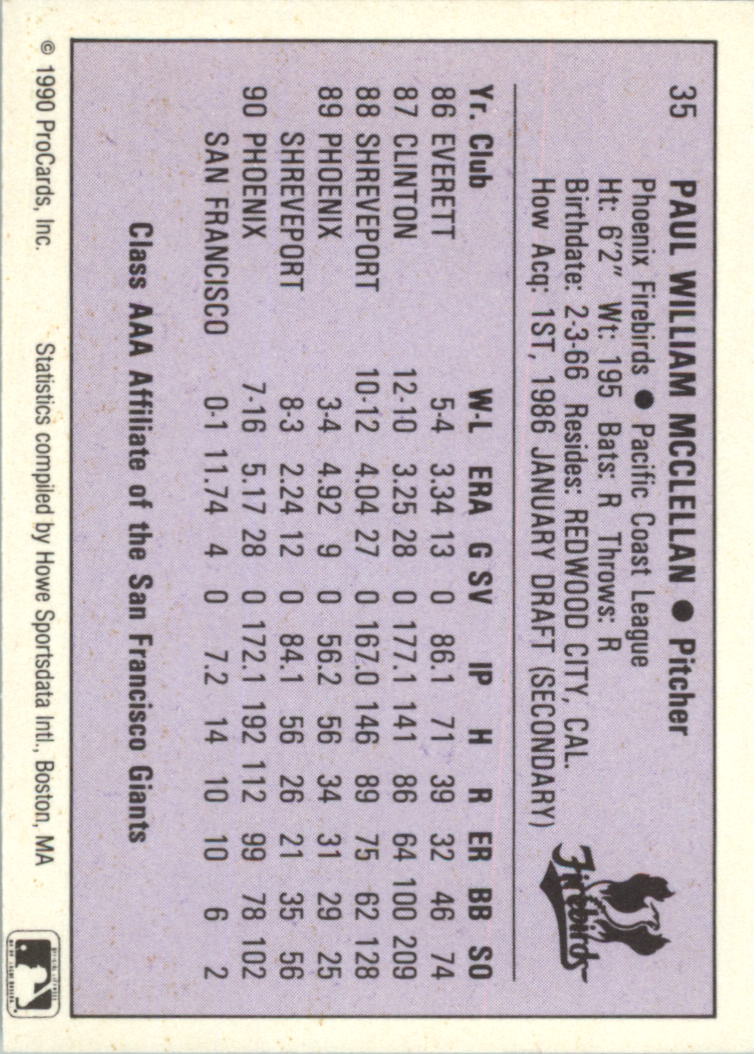 35 PAUL WILLIAM MCCLELLAN ● Pitcher
Phoenix Firebirds ● Pacific Coast League
Ht: 6'2" Wt: 195 Bats: R Throws: R
Birthdate: 2-3-66 Resides: REDWOOD CITY, CAL.
How Acq: 1ST, 1986 JANUARY DRAFT (SECONDARY)
Firebirds
Yr. Club W-L ERA G SV IP H R ER BB SO
86 EVERETT 5-4 3.34 13 0 86.1 71 39 32 46 74
87 CLINTON 12-10 3.25 28 0 177.1 141 86 64 100 209
88 SHREVEPORT 10-12 4.04 27 0 167.0 146 89 75 62 128
89 PHOENIX 3-4 4.92 9 0 56.2 56 34 31 29 25
SHREVEPORT 8-3 2.24 12 0 84.1 56 26 21 35 56
90 PHOENIX 7-16 5.17 28 0 172.1 192 112 99 78 102
SAN FRANCISCO 0-1 11.74 4 0 7.2 14 10 10 6 2
Class AAA Affiliate of the San Francisco Giants
© 1990 ProCards, Inc. Statistics compiled by Howe Sportsdata Intl., Boston, MA